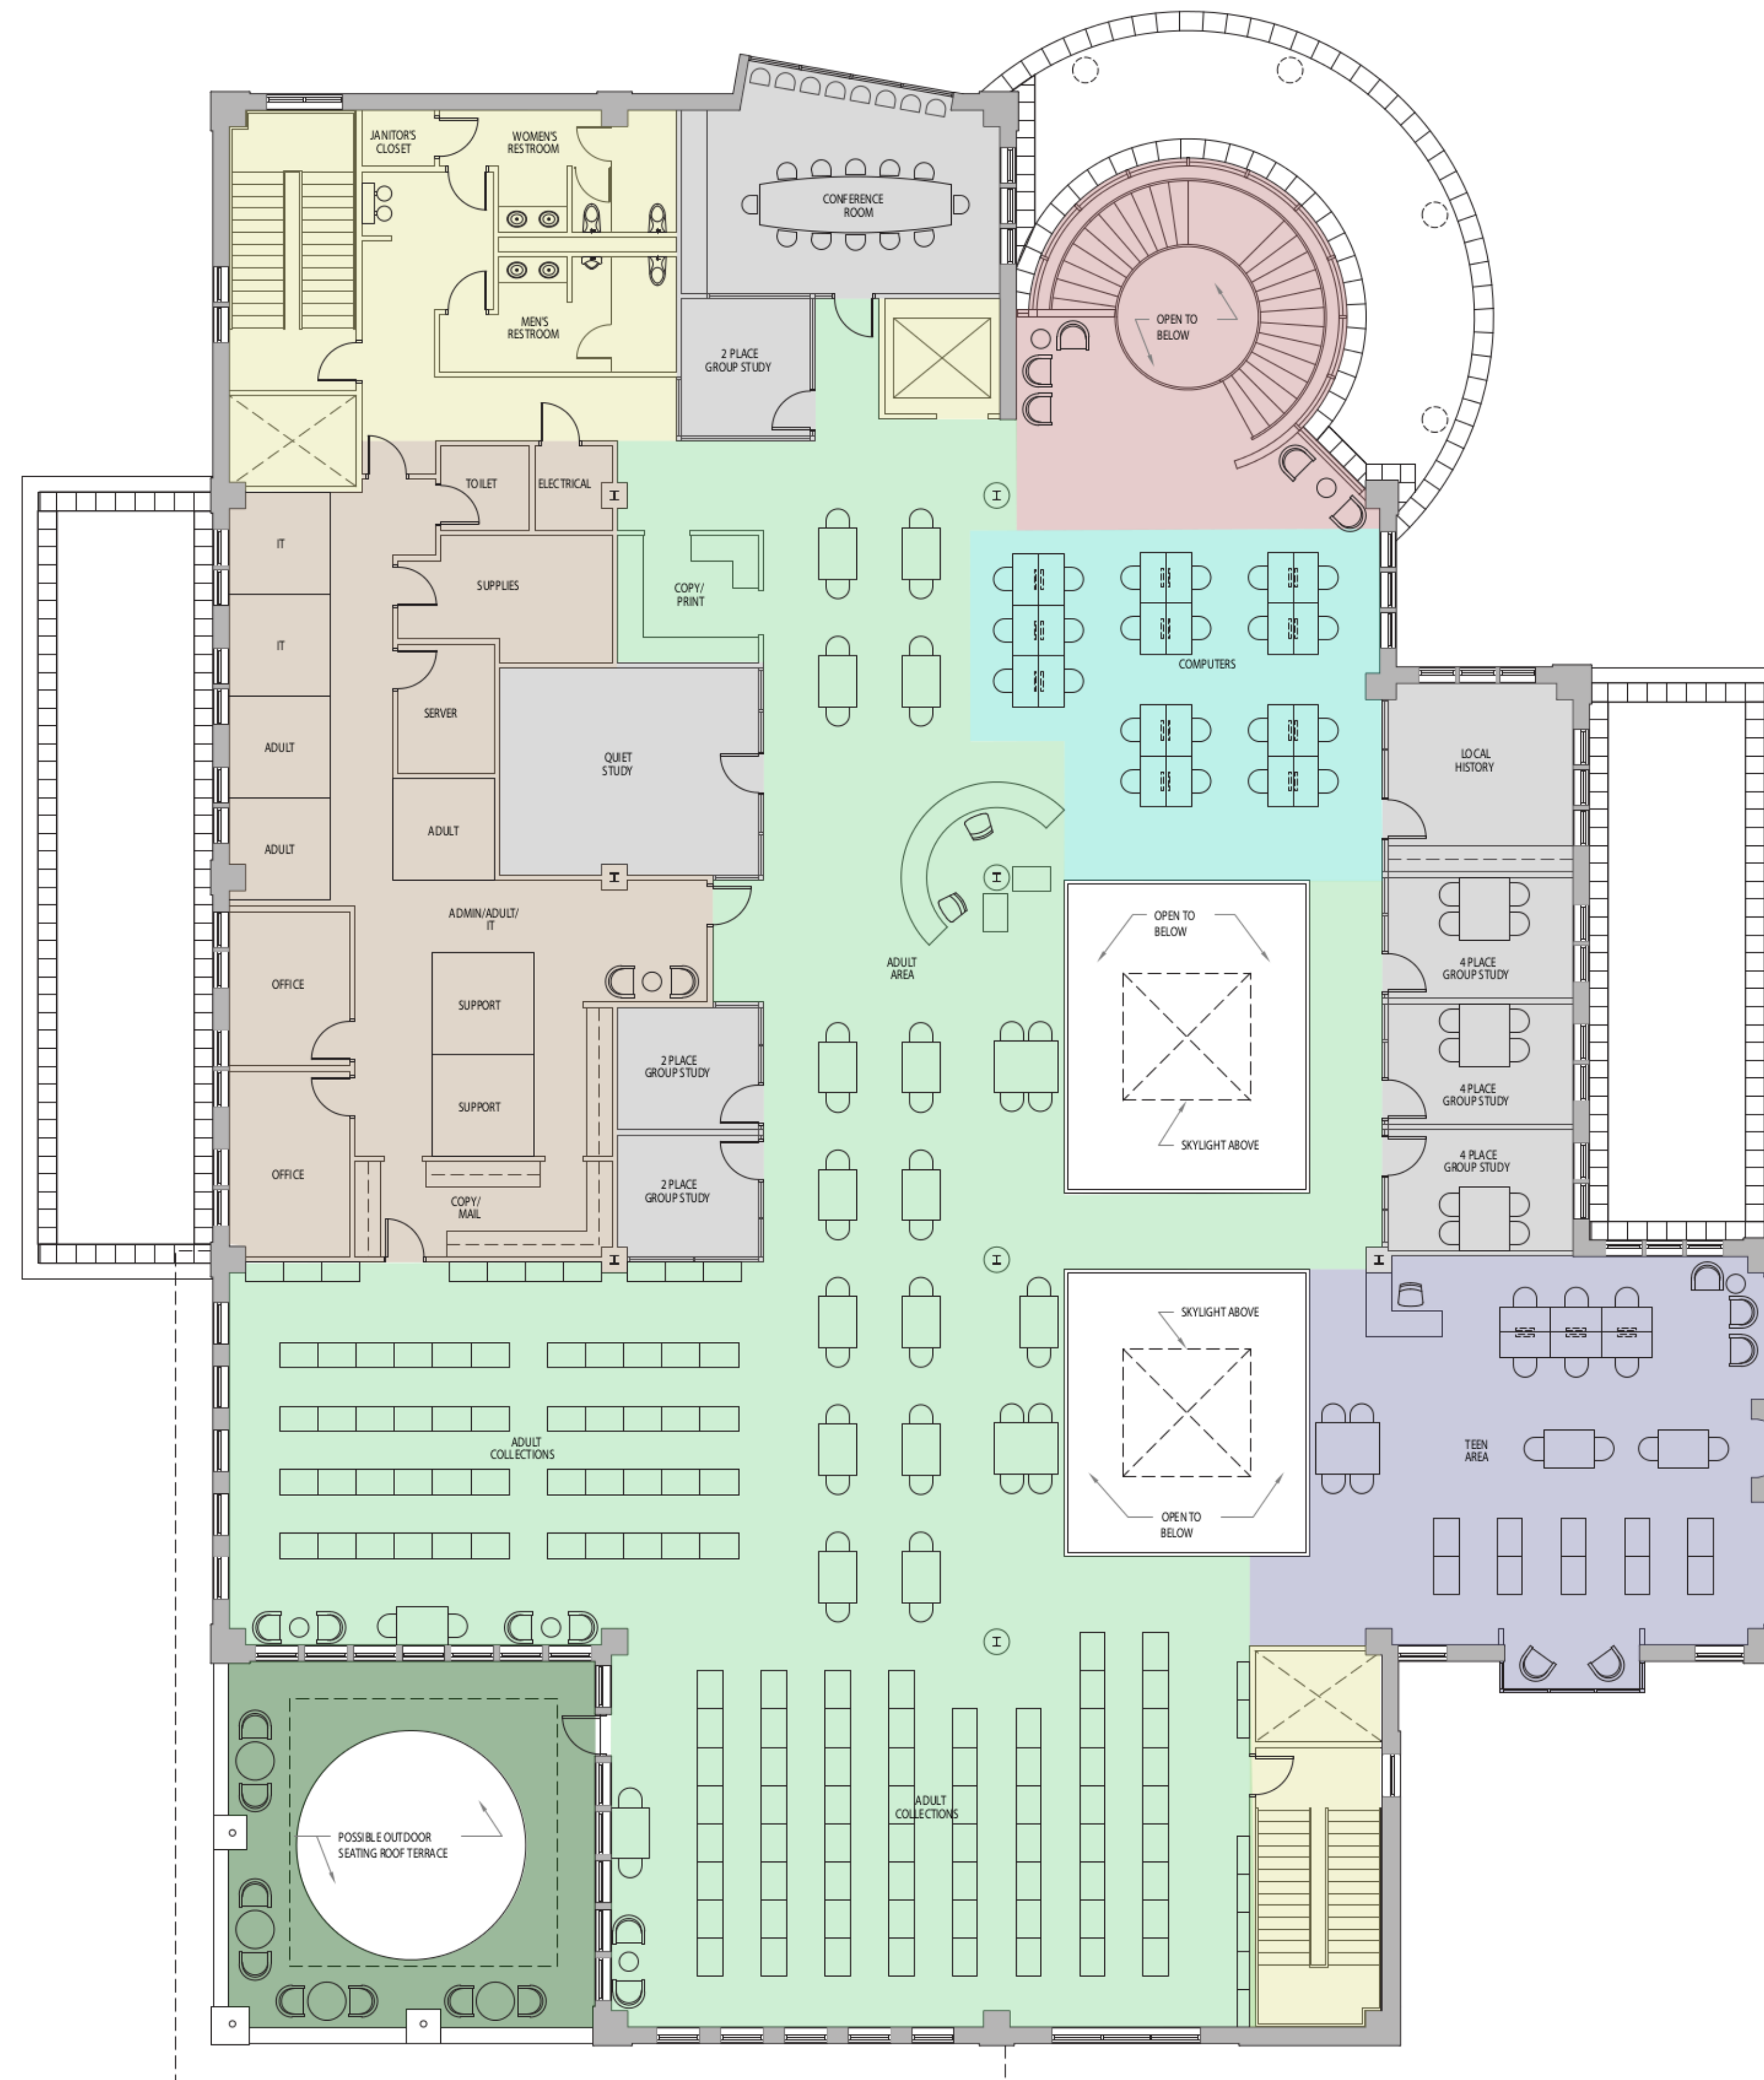 JANITOR'S
CLOSET
WOMEN'S
RESTROOM
CONFERENCE
ROOM
MEN'S
RESTROOM
2 PLACE
GROUP STUDY
OPEN TO
BELOW
TOILET
ELECTRICAL
IT
SUPPLIES
COPY/
PRINT
IT
COMPUTERS
SERVER
ADULT
QUIET
STUDY
LOCAL
HISTORY
ADULT
ADULT
ADMIN/ADULT/
IT
OPEN TO
BELOW
ADULT
AREA
4 PLACE
GROUP STUDY
OFFICE
SUPPORT
2 PLACE
GROUP STUDY
4 PLACE
GROUP STUDY
SUPPORT
SKYLIGHT ABOVE
4 PLACE
GROUP STUDY
OFFICE
2 PLACE
GROUP STUDY
COPY/
MAIL
SKYLIGHT ABOVE
ADULT
COLLECTIONS
TEEN
AREA
OPEN TO
BELOW
ADULT
COLLECTIONS
POSSIBLE OUTDOOR
SEATING ROOF TERRACE